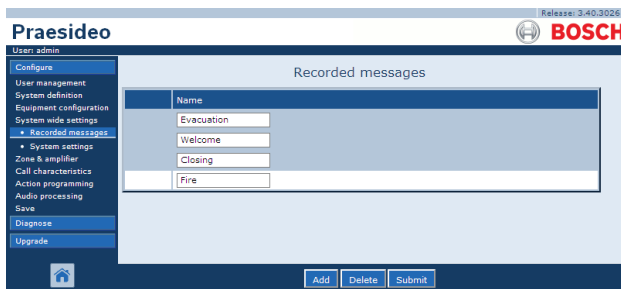 Release: 3.40.3026
Praesideo
BOSCH
User: admin
Configure
User management
System definition
Equipment configuration
System wide settings
• Recorded messages
• System settings
Zone & amplifier
Call characteristics
Action programming
Audio processing
Save
Diagnose
Upgrade
Recorded messages
Name
Evacuation
Welcome
Closing
Fire
Add Delete Submit